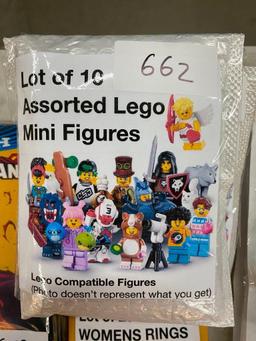 Lot of 10
662
Assorted Lego
Mini Figures
AN
Lego Compatible Figures
(Photo doesn't represent what you get)
WOMENS RINGS